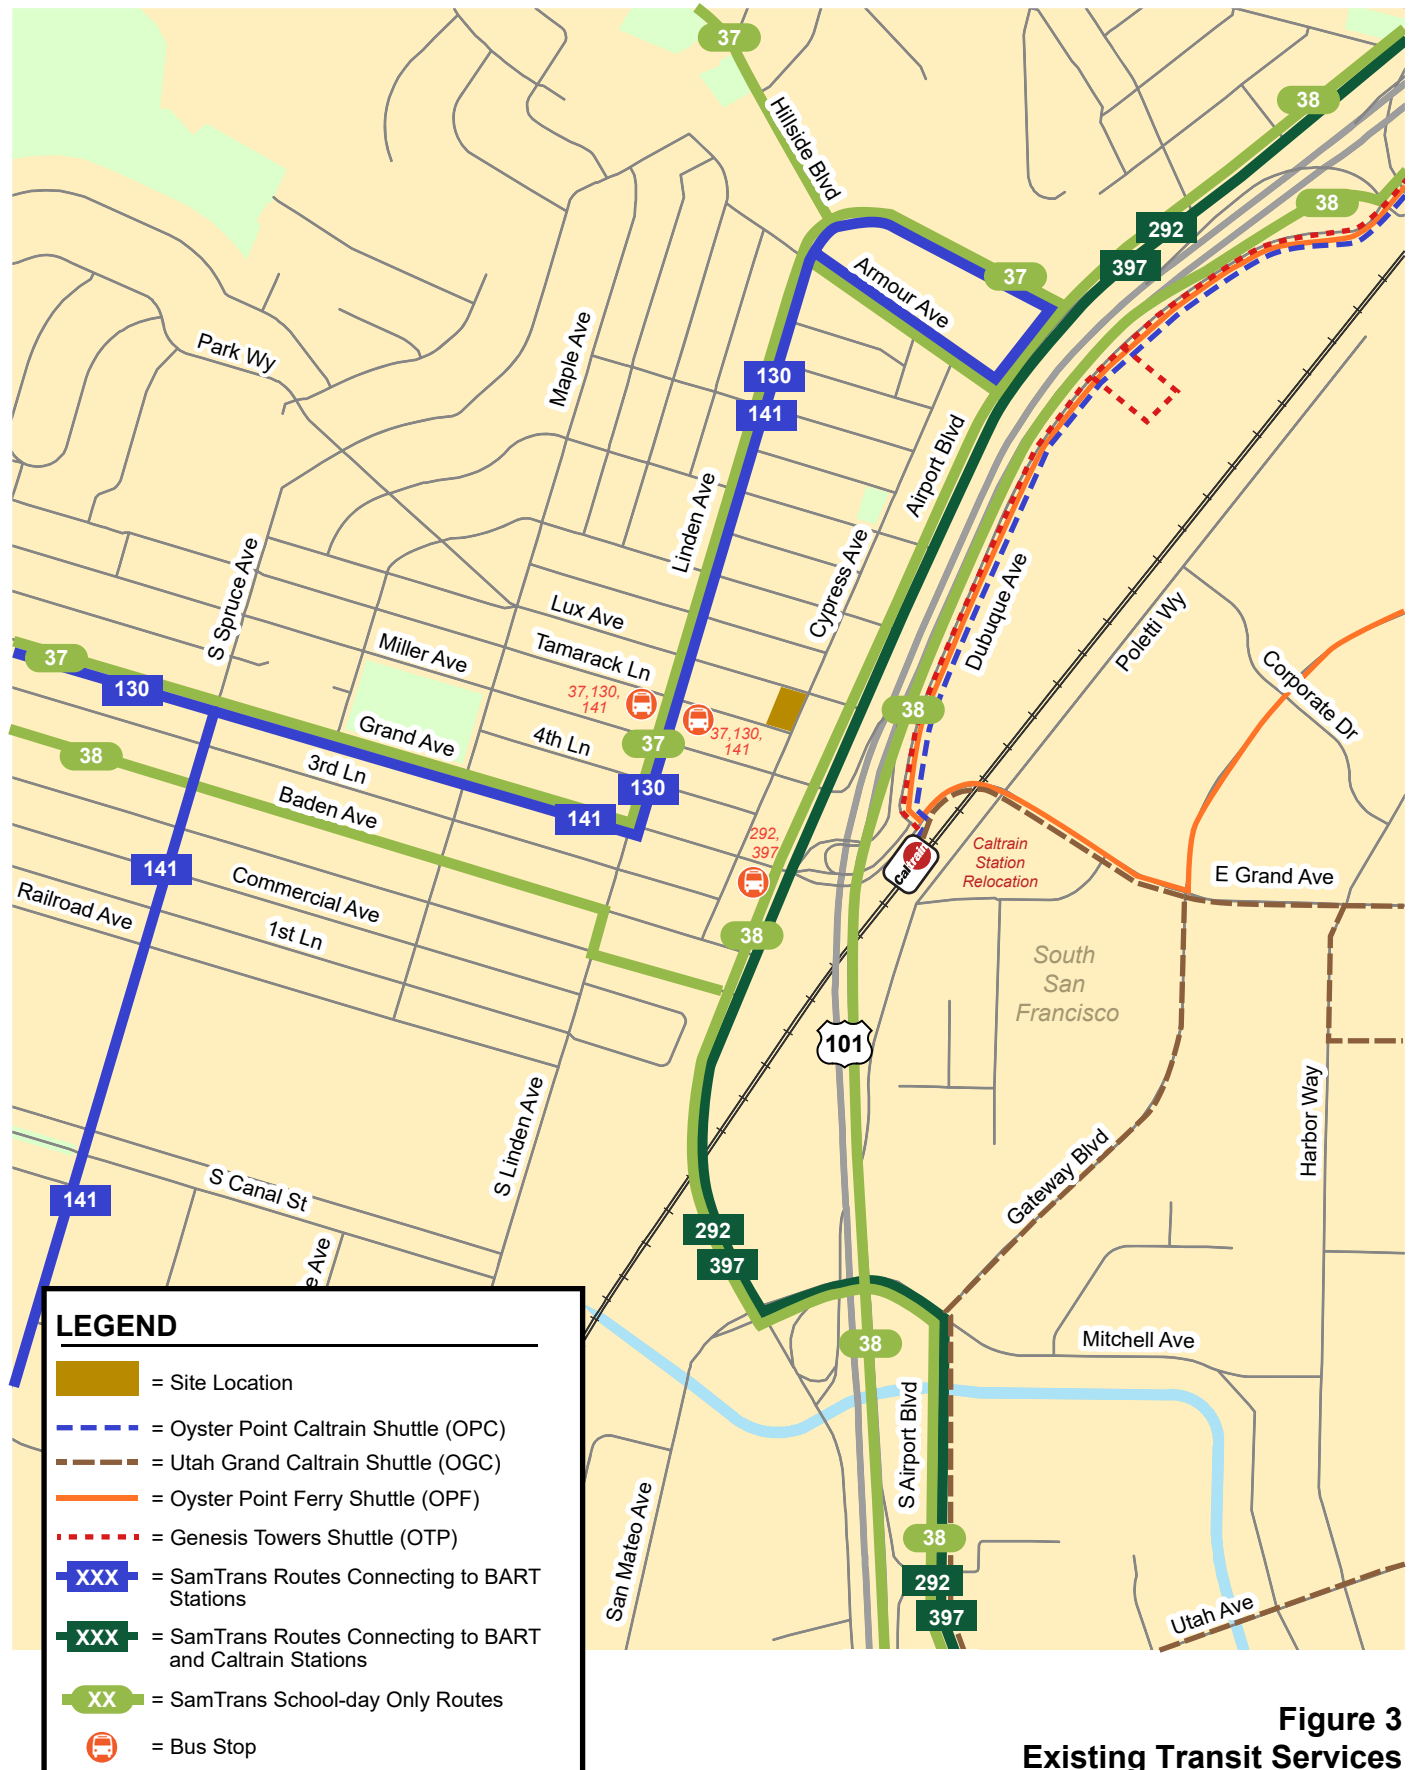 37
38
Hillside Blvd
38
292
397
37
Armour Ave
Park Wy
Maple Ave
130
141
Airport Blvd
Linden Ave
S Spruce Ave
Cypress Ave
Dubuque Ave
Poletti Wy
Lux Ave
Miller Ave
Tamarack Ln
Corporate Dr
37
130
37,130,
141
38
37,130,
141
Grand Ave
4th Ln
37
38
3rd Ln
130
Baden Ave
141
292,
397
Caltrain
Caltrain
Station
Relocation
141
E Grand Ave
Commercial Ave
Railroad Ave
1st Ln
38
South
San
Francisco
101
Harbor Way
S Linden Ave
Gateway Blvd
141
S Canal St
292
397
e Ave
38
Mitchell Ave
S Airport Blvd
San Mateo Ave
38
292
397
Utah Ave
LEGEND
= Site Location
= Oyster Point Caltrain Shuttle (OPC)
= Utah Grand Caltrain Shuttle (OGC)
= Oyster Point Ferry Shuttle (OPF)
= Genesis Towers Shuttle (OTP)
XXX = SamTrans Routes Connecting to BART
Stations
XXX = SamTrans Routes Connecting to BART
and Caltrain Stations
XX = SamTrans School-day Only Routes
= Bus Stop
Figure 3
Existing Transit Services